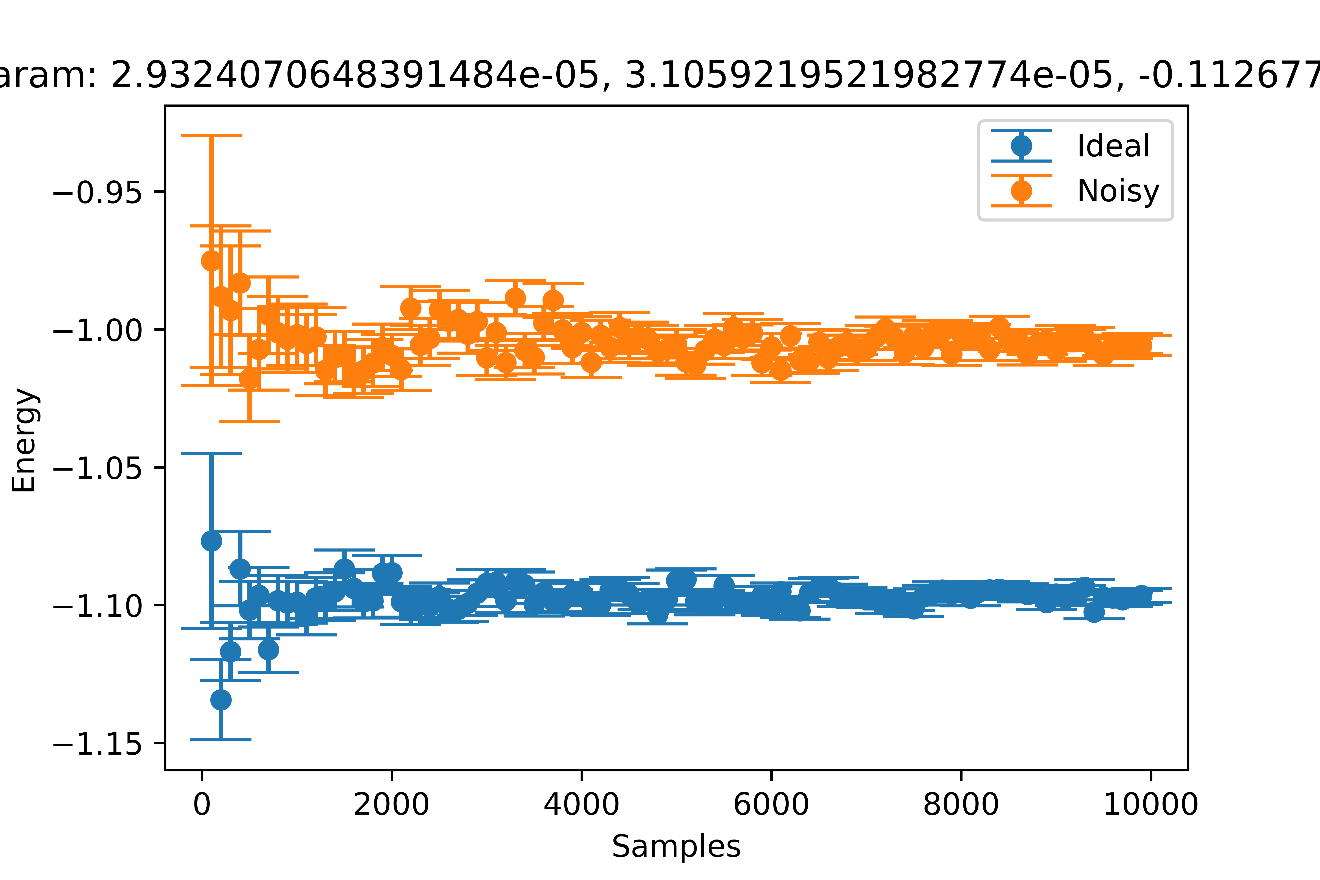 aram: 2.9324070648391484e-05, 3.1059219521982774e-05, -0.112677
Ideal
Noisy
−0.95
−1.00
−1.05
−1.10
−1.15
Energy
0 2000 4000 6000 8000 10000
Samples